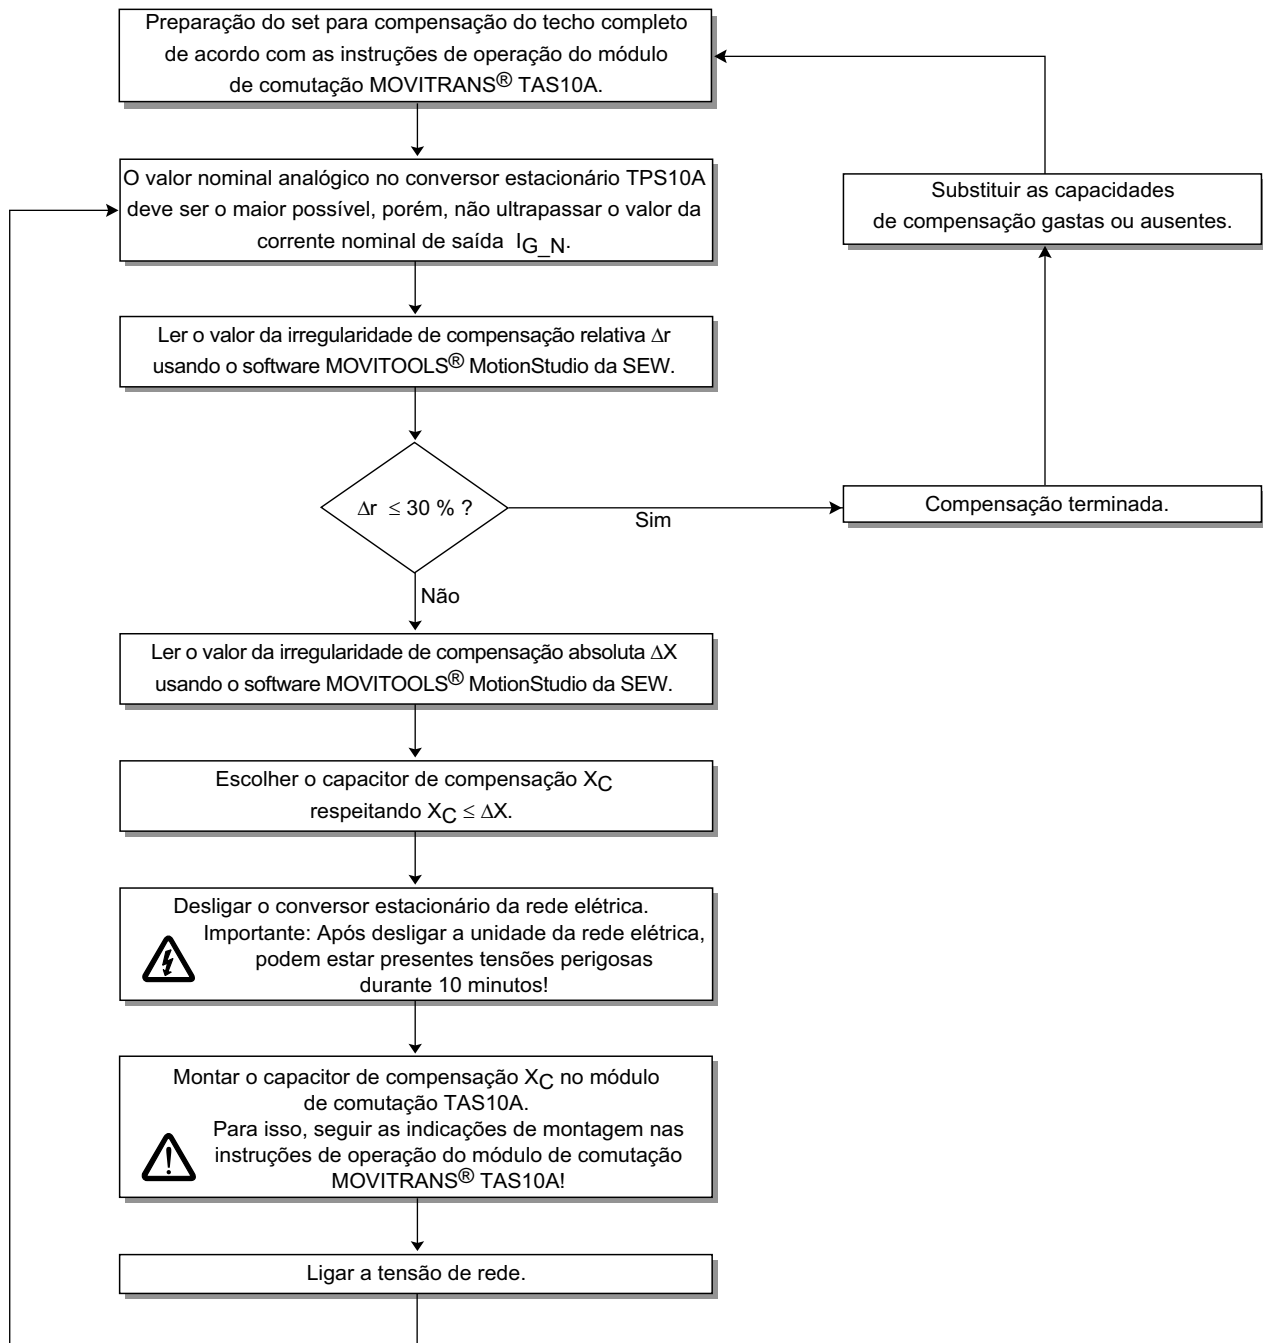 Preparação do set para compensação do techo completo
de acordo com as instruções de operação do módulo
de comutação MOVITRANS® TAS10A.
O valor nominal analógico no conversor estacionário TPS10A
deve ser o maior possível, porém, não ultrapassar o valor da
corrente nominal de saída I_G_N.
Substituir as capacidades
de compensação gastas ou ausentes.
Ler o valor da irregularidade de compensação relativa Δr
usando o software MOVITOOLS® MotionStudio da SEW.
Δr ≤ 30 % ?
Sim
Compensação terminada.
Não
Ler o valor da irregularidade de compensação absoluta ΔX
usando o software MOVITOOLS® MotionStudio da SEW.
Escolher o capacitor de compensação XC
respeitando XC ≤ ΔX.
Desligar o conversor estacionário da rede elétrica.
Importante: Após desligar a unidade da rede elétrica,
podem estar presentes tensões perigosas
durante 10 minutos!
Montar o capacitor de compensação XC no módulo
de comutação TAS10A.
Para isso, seguir as indicações de montagem nas
instruções de operação do módulo de comutação
MOVITRANS® TAS10A!
Ligar a tensão de rede.